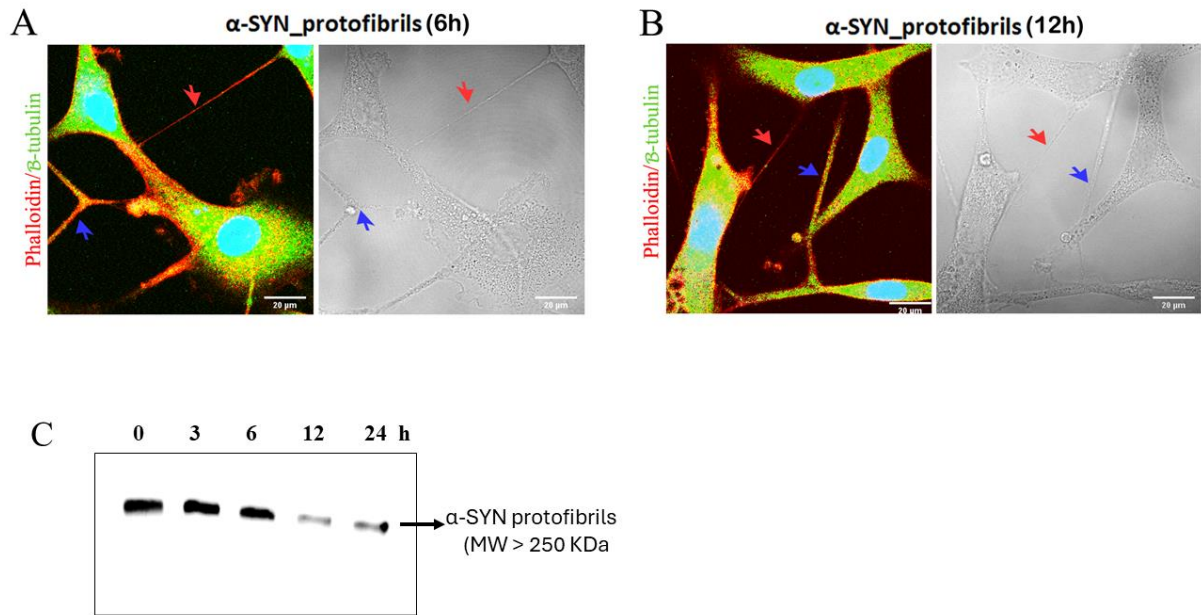 A
α-SYN_protofibrils (6h)
Phalloidin/ℬ-tubulin
20 µm
20 µm
B
α-SYN_protofibrils (12h)
Phalloidin/ℬ-tubulin
20 µm
20 µm
C
0 3 6 12 24 h
α-SYN protofibrils
(MW > 250 KDa